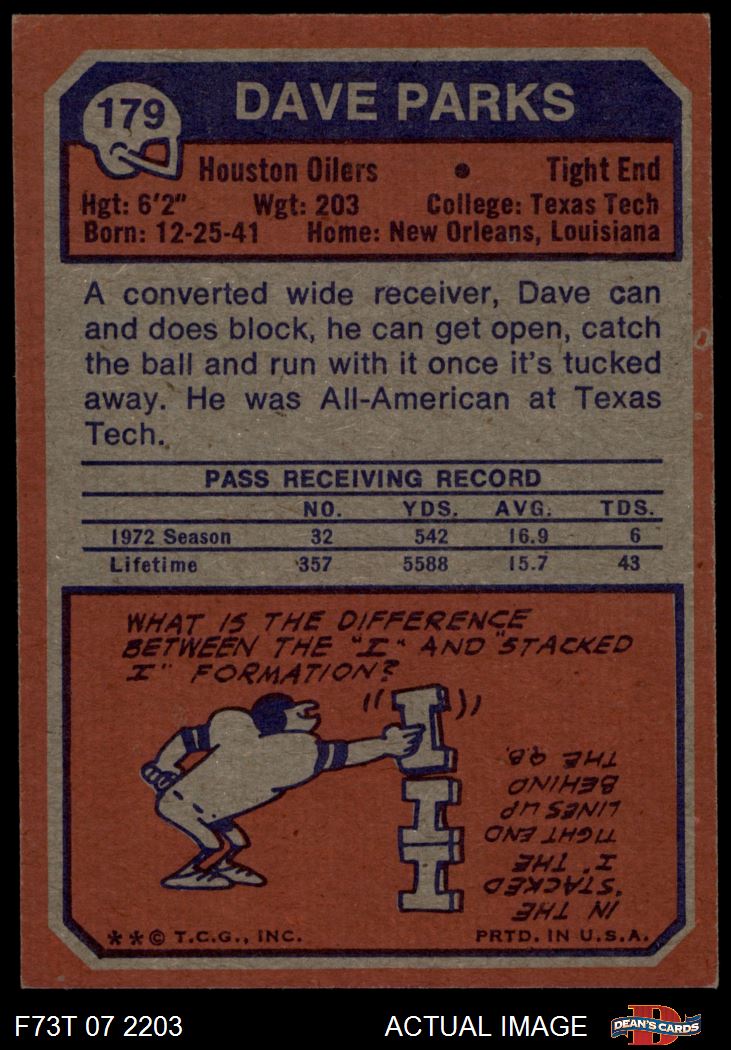 179
DAVE PARKS
Houston Oilers • Tight End
Hgt: 6'2" Wgt: 203 College: Texas Tech
Born: 12-25-41 Home: New Orleans, Louisiana
A converted wide receiver, Dave can
and does block, he can get open, catch
the ball and run with it once it's tucked
away. He was All-American at Texas
Tech.
PASS RECEIVING RECORD
NO. YDS. AVG. TDS.
1972 Season 32 542 16.9 6
Lifetime 357 5588 15.7 43
WHAT IS THE DIFFERENCE
BETWEEN THE "I" AND "STACKED
I" FORMATION?
I
I
I
IN THE
"STACKED
I" THE
TIGHT END
LINES UP
BEHIND
THE Q.B.
**© T.C.G., INC. PRTD. IN U.S.A.
F73T 07 2203 ACTUAL IMAGE
D
DEAN'S CARDS